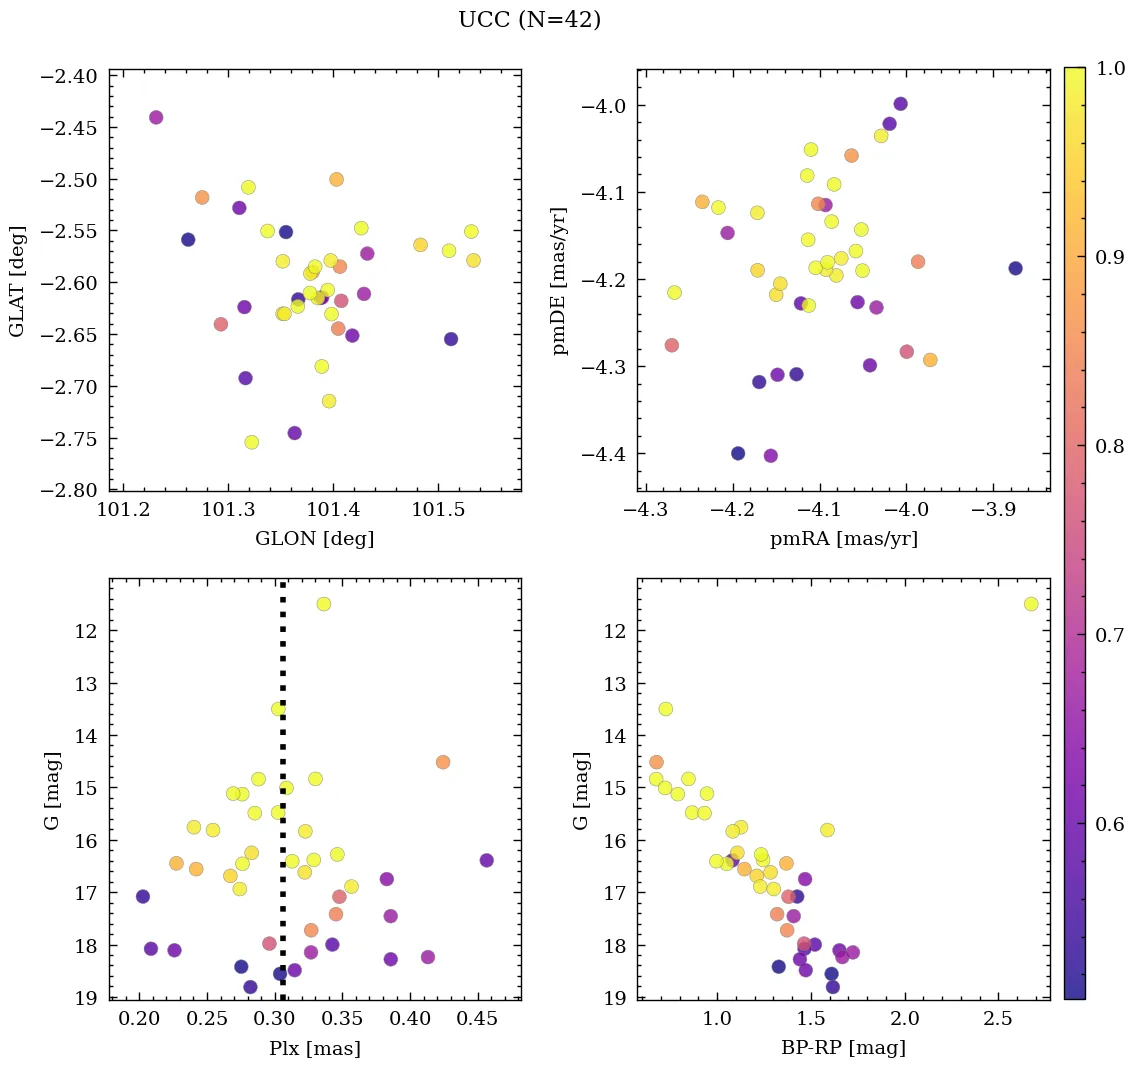 UCC (N=42)
−2.40
−2.45
−2.50
−2.55
−2.60
−2.65
−2.70
−2.75
−2.80
GLAT [deg]
101.2 101.3 101.4 101.5
GLON [deg]
−4.0
−4.1
−4.2
−4.3
−4.4
pmDE [mas/yr]
−4.3 −4.2 −4.1 −4.0 −3.9
pmRA [mas/yr]
12
13
14
15
16
17
18
19
G [mag]
0.20 0.25 0.30 0.35 0.40 0.45
Plx [mas]
12
13
14
15
16
17
18
19
G [mag]
1.0 1.5 2.0 2.5
BP-RP [mag]
1.0
0.9
0.8
0.7
0.6